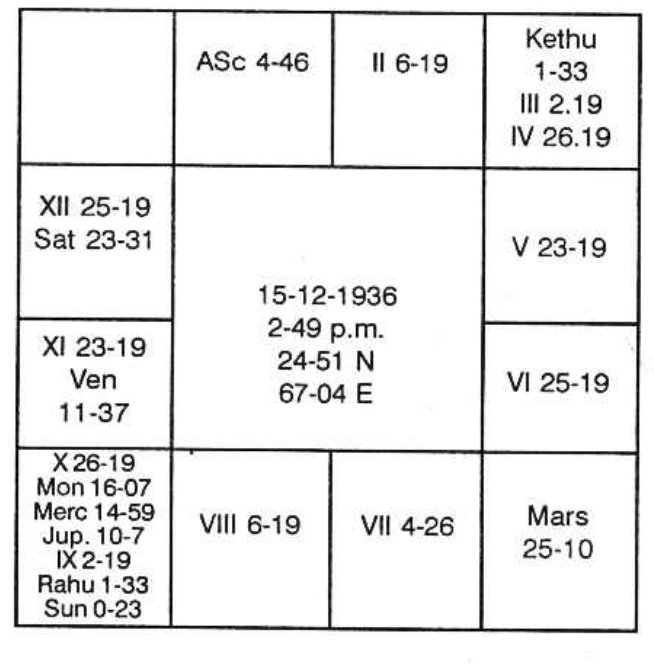 ASc 4-46
II 6-19
Kethu
1-33
III 2.19
IV 26.19
XII 25-19
Sat 23-31
15-12-1936
2-49 p.m.
24-51 N
67-04 E
V 23-19
XI 23-19
Ven
11-37
VI 25-19
X 26-19
Mon 16-07
Merc 14-59
Jup. 10-7
IX 2-19
Rahu 1-33
Sun 0-23
VIII 6-19
VII 4-26
Mars
25-10